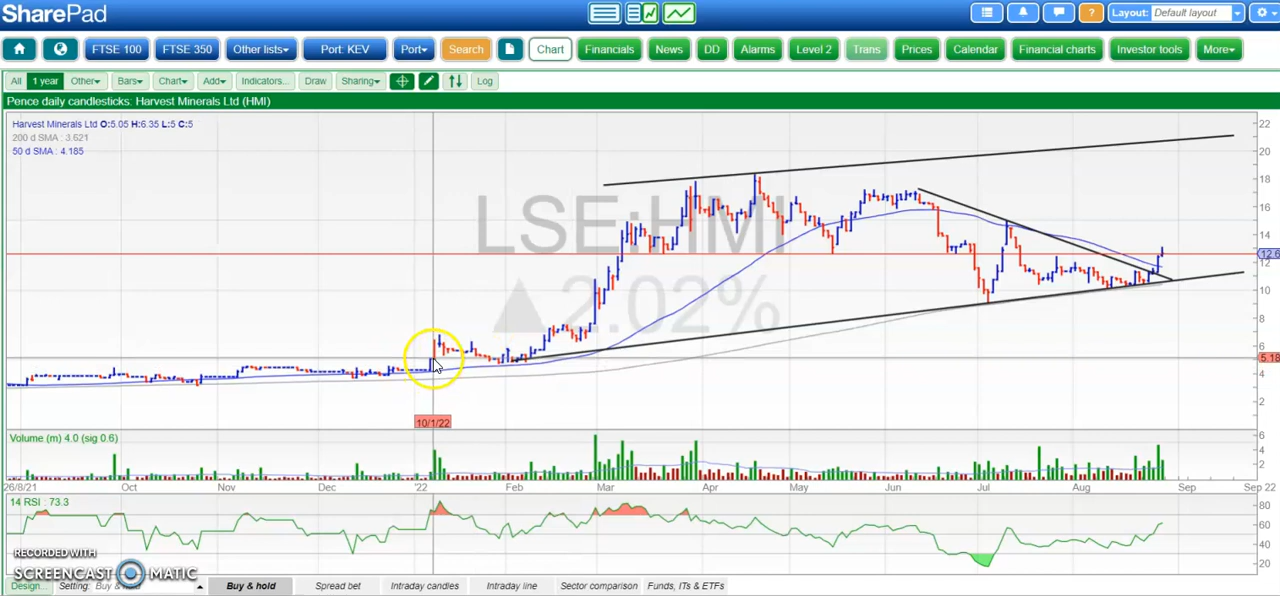 SharePad
Layout: Default layout
FTSE 100 FTSE 350 Other lists Port: KEV Port Search Chart Financials News DD Alarms Level 2 Trans Prices Calendar Financial charts Investor tools More
All 1 year Other Bars Chart Add Indicators... Draw Sharing Log
Pence daily candlesticks: Harvest Minerals Ltd (HMI)
Harvest Minerals Ltd O:5.05 H:6.35 L:5 C:5
200 d SMA : 3.621
50 d SMA : 4.185
LSE:HMI
▲2.02%
22
20
18
16
14
12.6
12
10
8
6
5.18
4
2
10/1/22
Volume (m) 4.0 (sig 0.6)
6
4
2
26/8/21 Oct Nov Dec '22 Feb Mar Apr May Jun Jul Aug Sep Sep 22
14 RSI : 73.3
80
60
40
20
RECORDED WITH
SCREENCAST MATIC
Design... Setting: Buy & hold Buy & hold Spread bet Intraday candles Intraday line Sector comparison Funds, ITs & ETFs